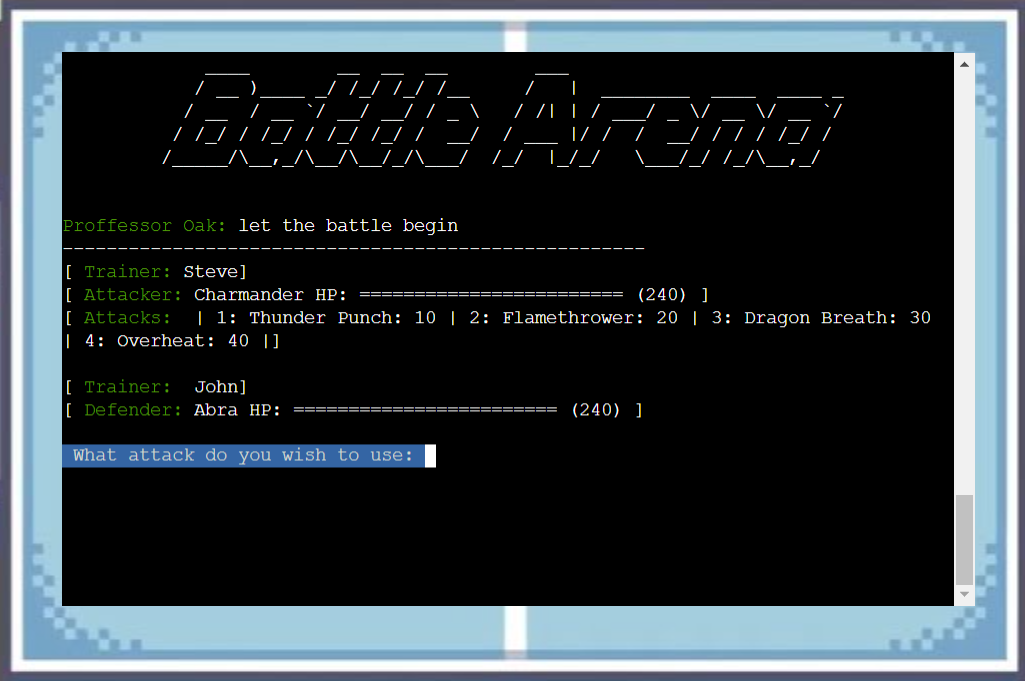 Battle Arena
Proffessor Oak: let the battle begin
-----------------------------------------------------
[ Trainer: Steve]
[ Attacker: Charmander HP: ======================== (240) ]
[ Attacks:  | 1: Thunder Punch: 10 | 2: Flamethrower: 20 | 3: Dragon Breath: 30
| 4: Overheat: 40 |]
[ Trainer:  John]
[ Defender: Abra HP: ======================== (240) ]
What attack do you wish to use: